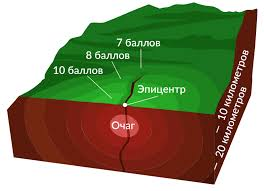 7 баллов
8 баллов
10 баллов
Эпицентр
Очаг
10 километров
20 километров